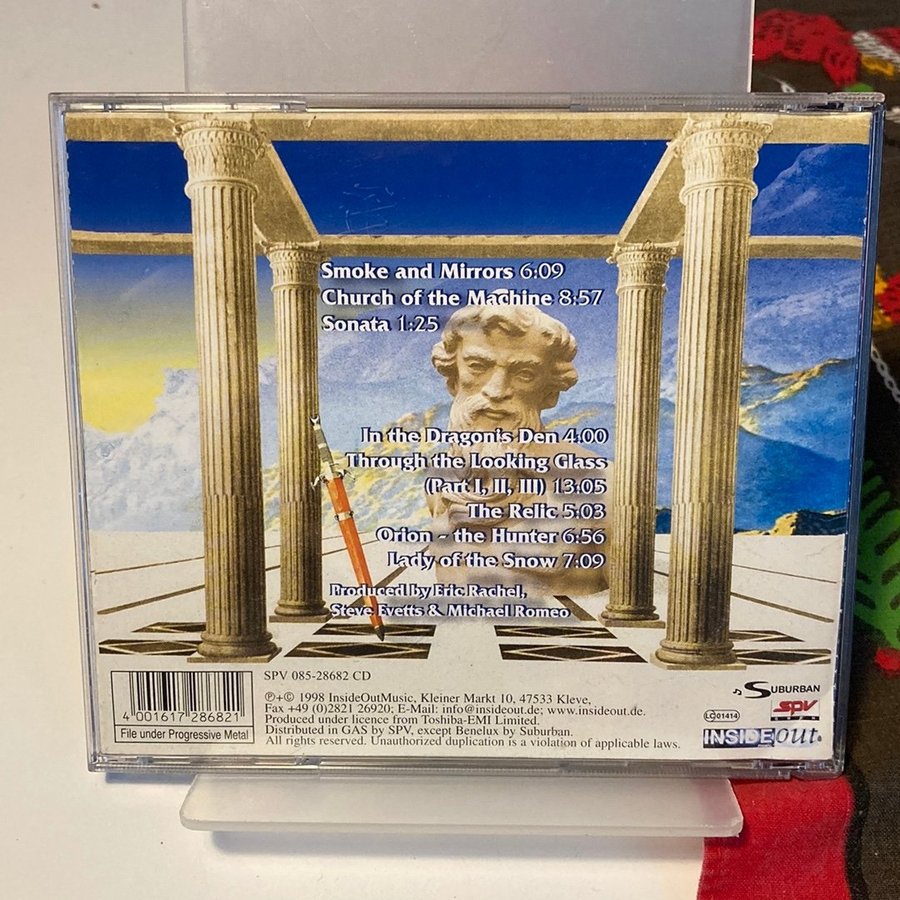 Smoke and Mirrors 6:09
Church of the Machine 8:57
Sonata 1:25
In the Dragon's Den 4:00
Through the Looking Glass
(Part I, II, III) 13:05
The Relic 5:03
Orion - the Hunter 6:56
Lady of the Snow 7:09
Produced by Eric Rachel,
Steve Evetts & Michael Romeo
4 001617 286821
File under Progressive Metal
SPV 085-28682 CD
℗+© 1998 InsideOutMusic, Kleiner Markt 10, 47533 Kleve,
Fax +49 (0)2821 26920; E-Mail: info@insideout.de; www.insideout.de.
Produced under licence from Toshiba-EMI Limited.
Distributed in GAS by SPV, except Benelux by Suburban.
All rights reserved. Unauthorized duplication is a violation of applicable laws.
SUBURBAN
SPV
LC 01414
INSIDEOUT